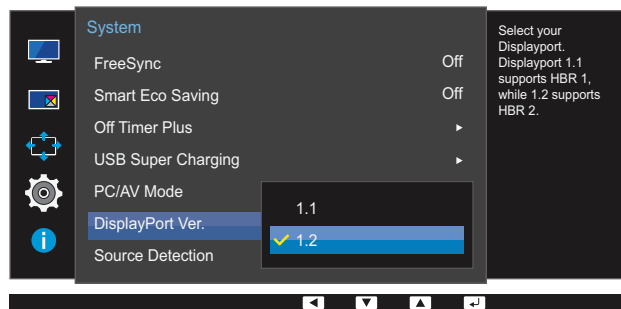 System
FreeSync Off
Smart Eco Saving Off
Off Timer Plus ►
USB Super Charging ►
PC/AV Mode
DisplayPort Ver.
Source Detection
1.1
1.2
Select your
Displayport.
Displayport 1.1
supports HBR 1,
while 1.2 supports
HBR 2.